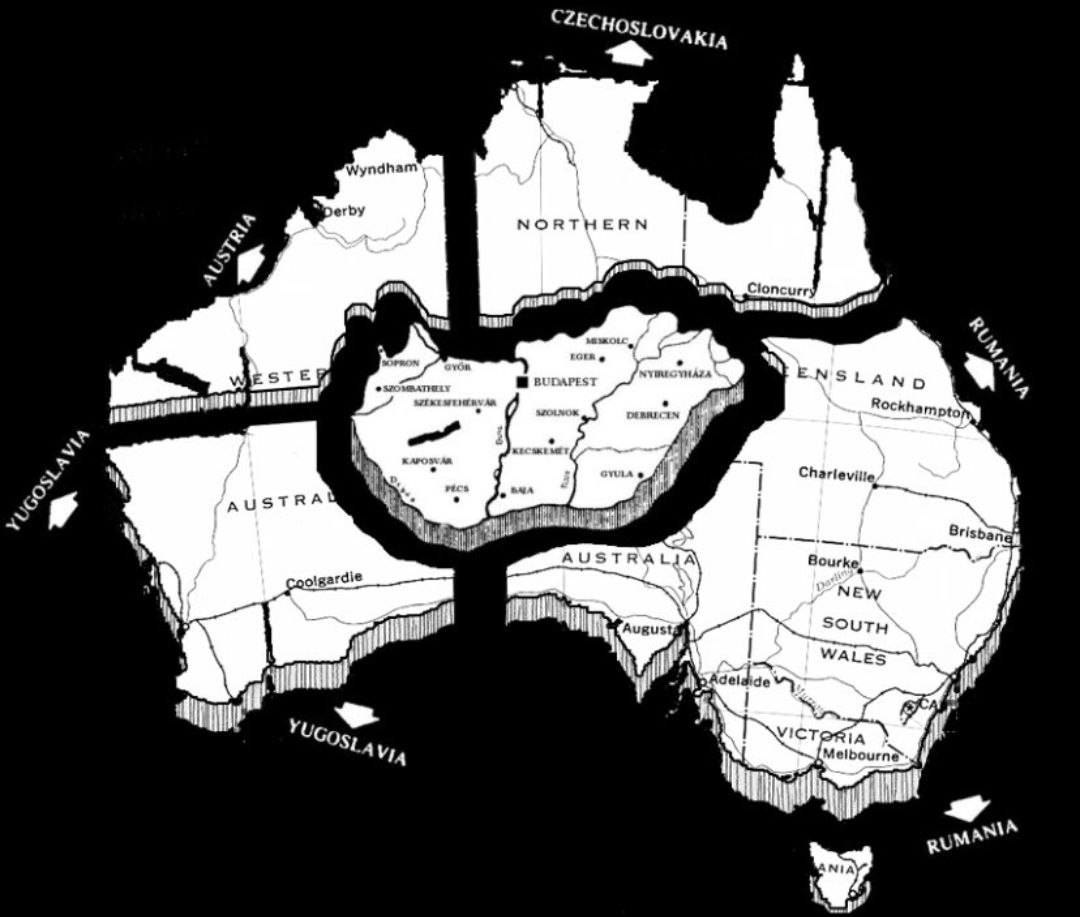 CZECHOSLOVAKIA
Wyndham
Derby
NORTHERN
AUSTRIA
Cloncurry
RUMANIA
MISKOLC
EGER
SOPRON
GYŐR
NYIREGYHÁZA
WESTER
SZOMBATHELY
BUDAPEST
ENSLAND
SZÉKESFEHÉRVÁR
SZOLNOK
DEBRECEN
Rockhampton
YUGOSLAVIA
KECSKEMÉT
KAPOSVÁR
GYULA
Charleville
PÉCS
BAJA
AUSTRAL
Brisbane
AUSTRALIA
Bourke
Coolgardie
Darling
NEW
SOUTH
WALES
Augusta
Adelaide
Murray
CA
YUGOSLAVIA
VICTORIA
Melbourne
RUMANIA
ANIA